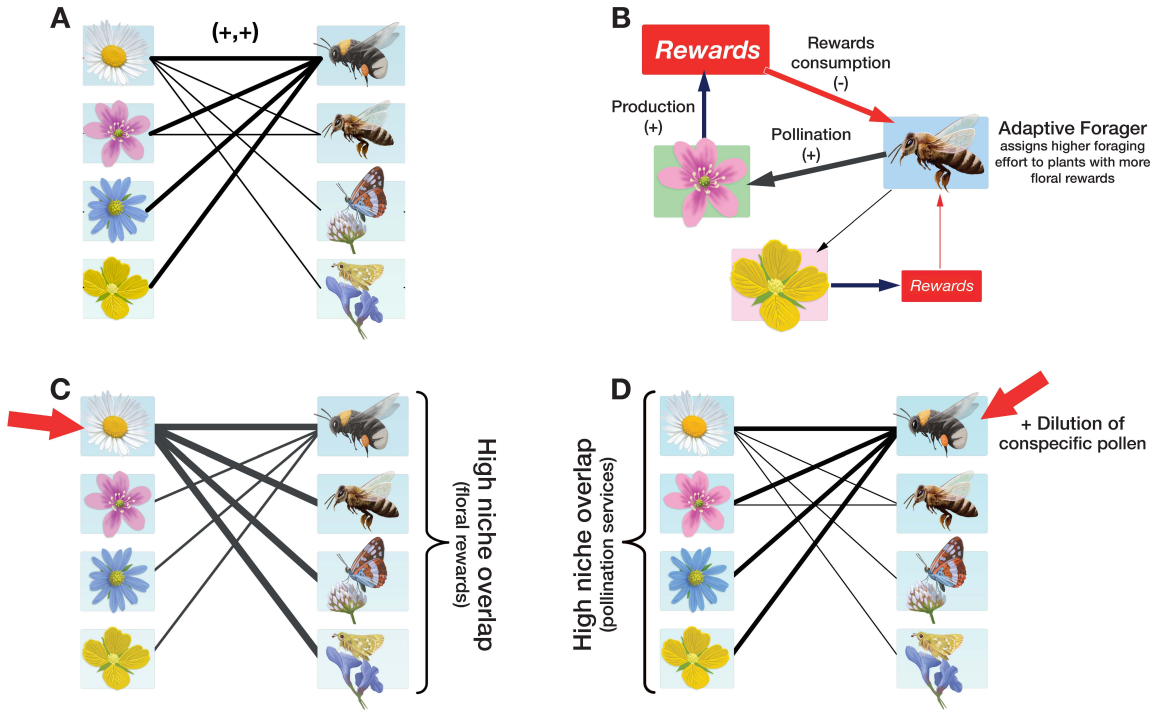 A
(+,+)
B
Rewards
Rewards
consumption
(-)
Production
(+)
Pollination
(+)
Adaptive Forager
assigns higher foraging
effort to plants with more
floral rewards
Rewards
C
High niche overlap
(floral rewards)
D
High niche overlap
(pollination services)
+ Dilution of
conspecific pollen